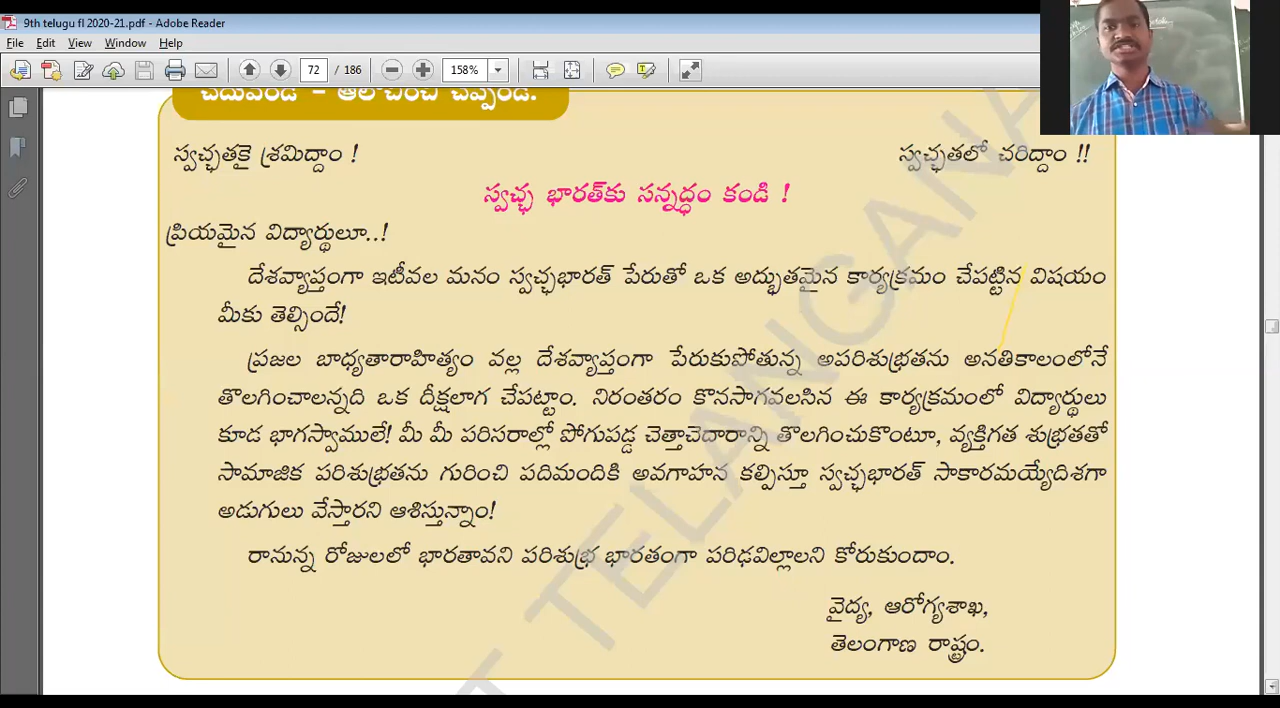 9th telugu fl 2020-21.pdf - Adobe Reader
File Edit View Window Help
72 / 186 158%
చదువండి – ఆలోచించి చెప్పండి.
స్వచ్ఛతకై శ్రమిద్దాం ! స్వచ్ఛతలో చరిద్దాం !!
స్వచ్ఛ భారత్‌కు సన్నద్ధం కండి !
ప్రియమైన విద్యార్థులూ..!
దేశవ్యాప్తంగా ఇటీవల మనం స్వచ్ఛభారత్ పేరుతో ఒక అద్భుతమైన కార్యక్రమం చేపట్టిన విషయం
మీకు తెల్సిందే!
ప్రజల బాధ్యతారాహిత్యం వల్ల దేశవ్యాప్తంగా పేరుకుపోతున్న అపరిశుభ్రతను అనతికాలంలోనే
తొలగించాలన్నది ఒక దీక్షలాగ చేపట్టాం. నిరంతరం కొనసాగవలసిన ఈ కార్యక్రమంలో విద్యార్థులు
కూడ భాగస్వాములే! మీ మీ పరిసరాల్లో పోగుపడ్డ చెత్తాచెదారాన్ని తొలగించుకొంటూ, వ్యక్తిగత శుభ్రతతో
సామాజిక పరిశుభ్రతను గురించి పదిమందికి అవగాహన కల్పిస్తూ స్వచ్ఛభారత్ సాకారమయ్యేదిశగా
అడుగులు వేస్తారని ఆశిస్తున్నాం!
రానున్న రోజులలో భారతావని పరిశుభ్ర భారతంగా పరిఢవిల్లాలని కోరుకుందాం.
వైద్య, ఆరోగ్యశాఖ,
తెలంగాణ రాష్ట్రం.
T TELANGANA